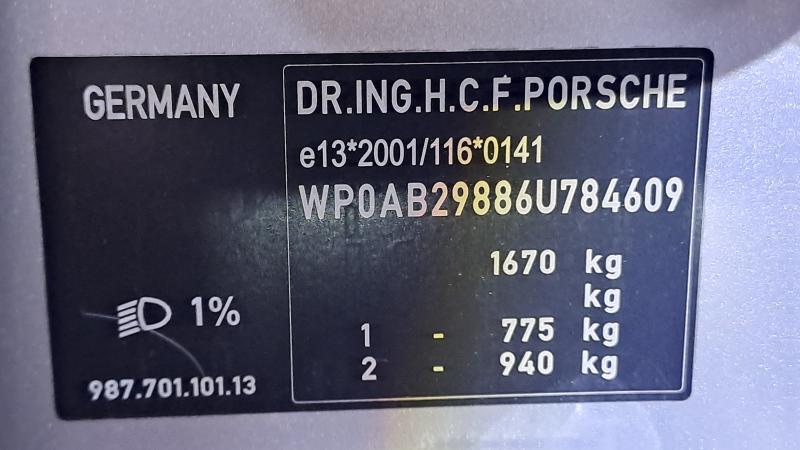 GERMANY
DR.ING.H.C.F.PORSCHE
e13*2001/116*0141
WP0AB29886U784609
1670 kg
kg
1 - 775 kg
2 - 940 kg
1%
987.701.101.13